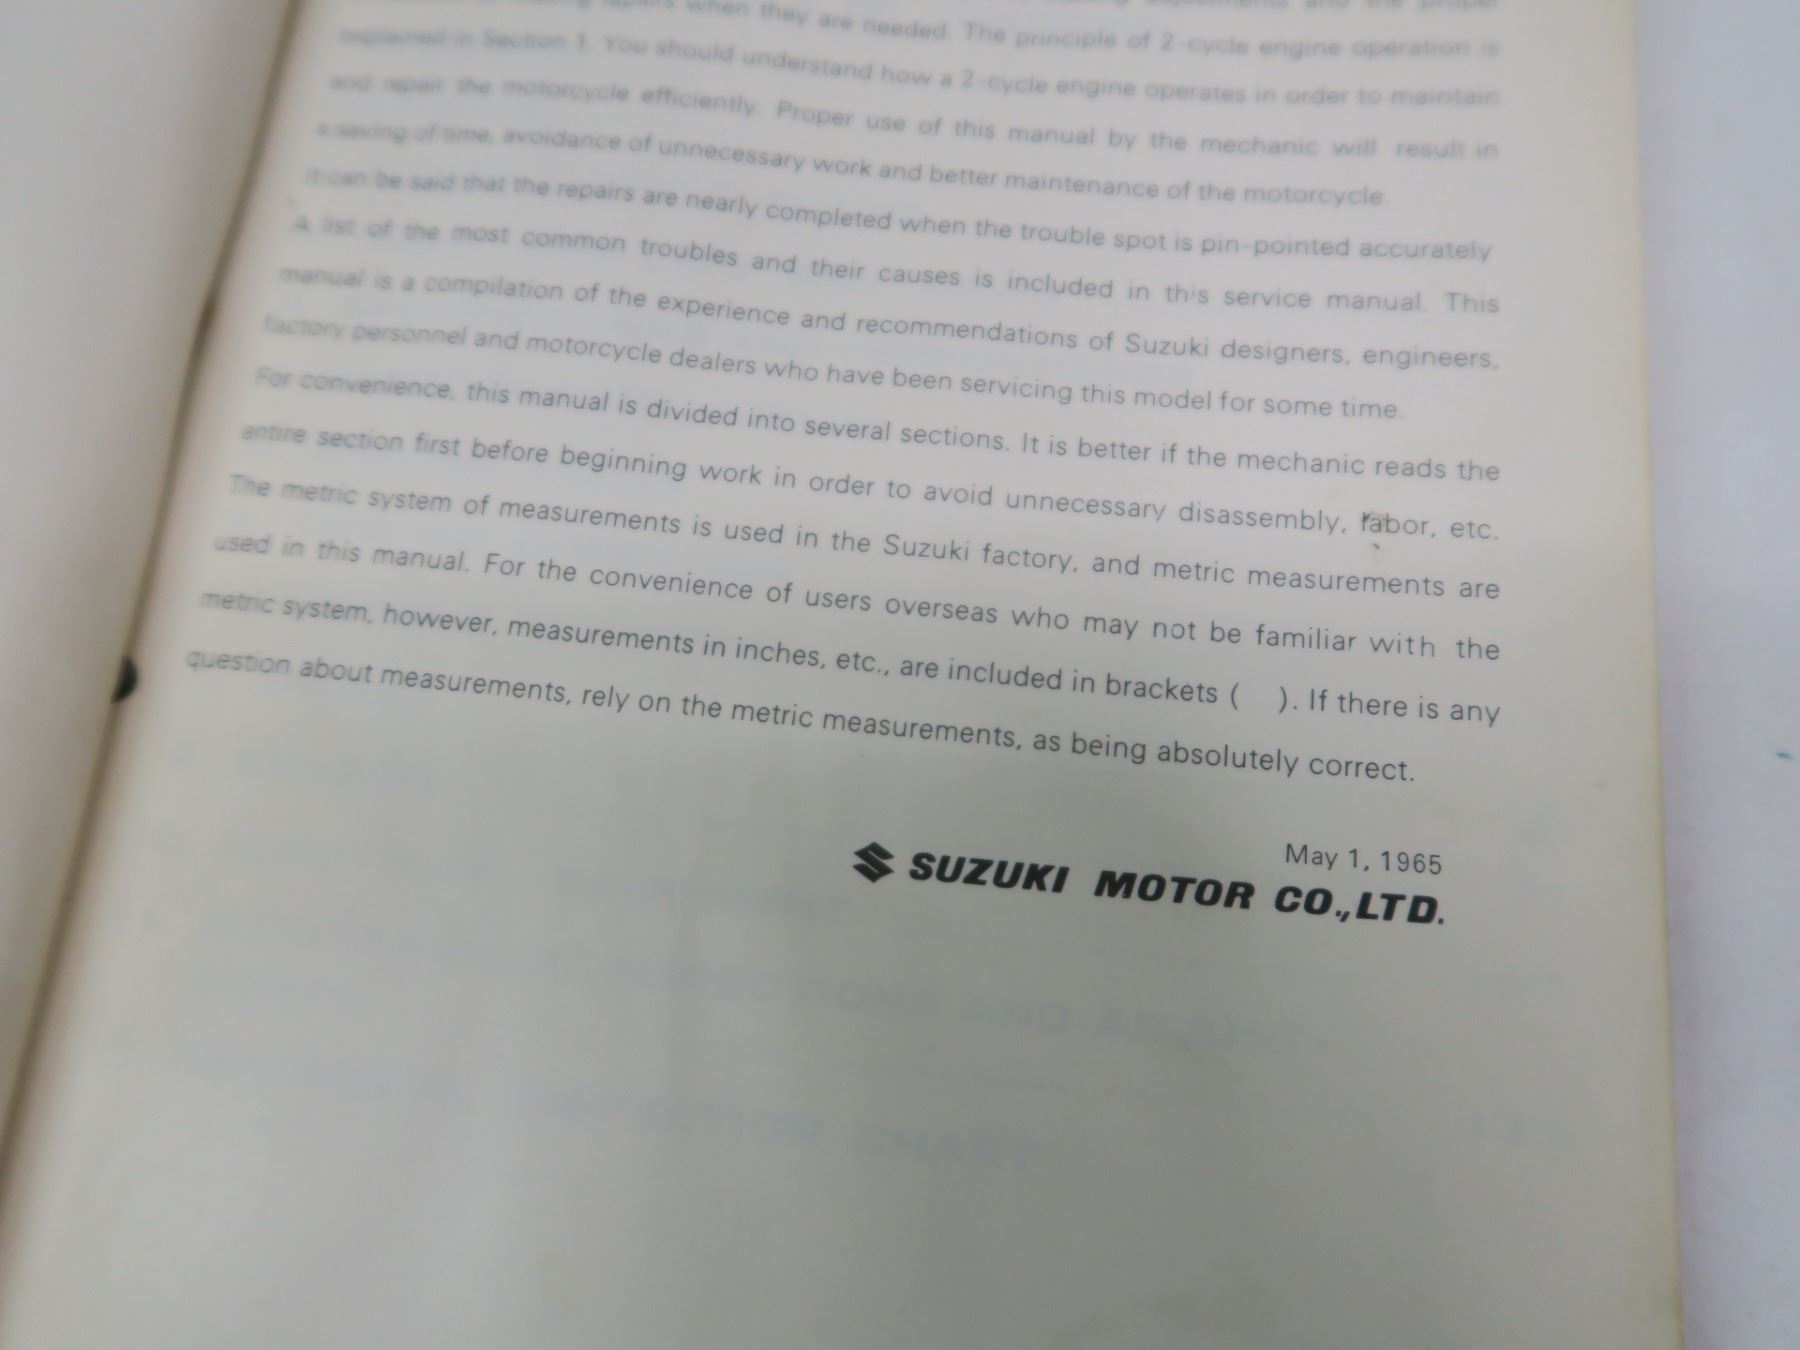 repairs when they are needed. The principle of 2-cycle engine operation is
explained in Section 1. You should understand how a 2-cycle engine operates in order to maintain
and repair the motorcycle efficiently. Proper use of this manual by the mechanic will result in
a saving of time, avoidance of unnecessary work and better maintenance of the motorcycle.
It can be said that the repairs are nearly completed when the trouble spot is pin-pointed accurately
A list of the most common troubles and their causes is included in this service manual. This
manual is a compilation of the experience and recommendations of Suzuki designers, engineers,
factory personnel and motorcycle dealers who have been servicing this model for some time.
For convenience, this manual is divided into several sections. It is better if the mechanic reads the
entire section first before beginning work in order to avoid unnecessary disassembly, labor, etc.
The metric system of measurements is used in the Suzuki factory, and metric measurements are
used in this manual. For the convenience of users overseas who may not be familiar with the
metric system, however, measurements in inches, etc., are included in brackets ( ). If there is any
question about measurements, rely on the metric measurements, as being absolutely correct.
May 1, 1965
SUZUKI MOTOR CO., LTD.